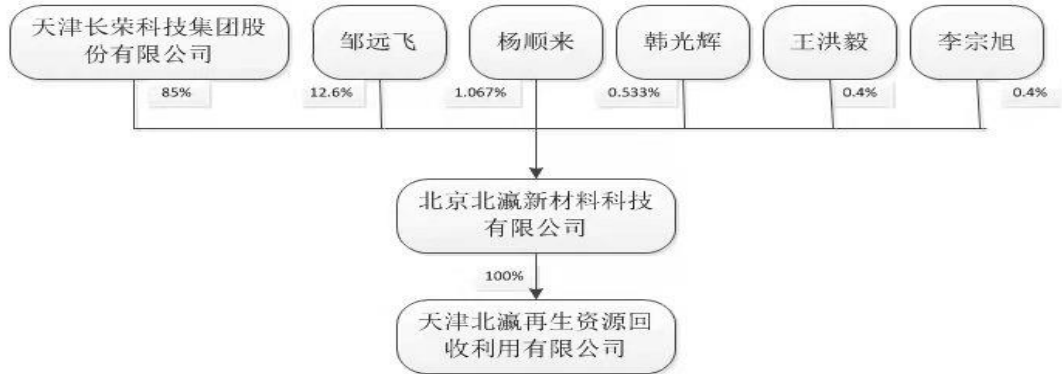 天津长荣科技集团股
份有限公司
邹远飞
杨顺来
韩光辉
王洪毅
李宗旭
85%
12.6%
1.067%
0.533%
0.4%
0.4%
北京北瀛新材料科技
有限公司
100%
天津北瀛再生资源回
收利用有限公司